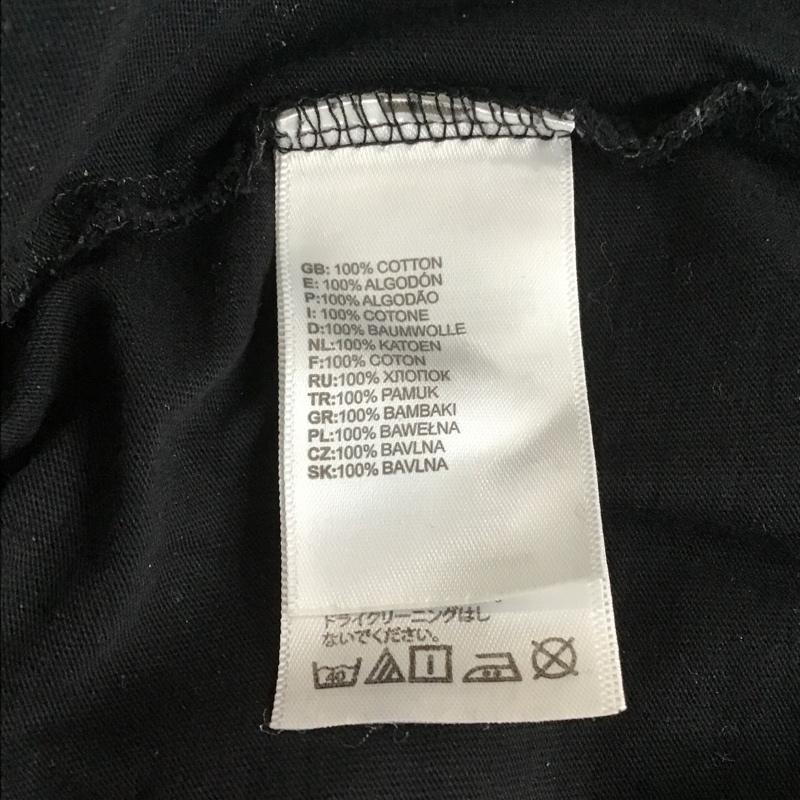 GB: 100% COTTON
E: 100% ALGODÓN
P:100% ALGODÃO
I: 100% COTONE
D:100% BAUMWOLLE
NL:100% KATOEN
F:100% COTON
RU:100% ХЛОПОК
TR:100% PAMUK
GR:100% BAMBAKI
PL:100% BAWEŁNA
CZ:100% BAVLNA
SK:100% BAVLNA
ドライクリーニングはし
ないでください。
40